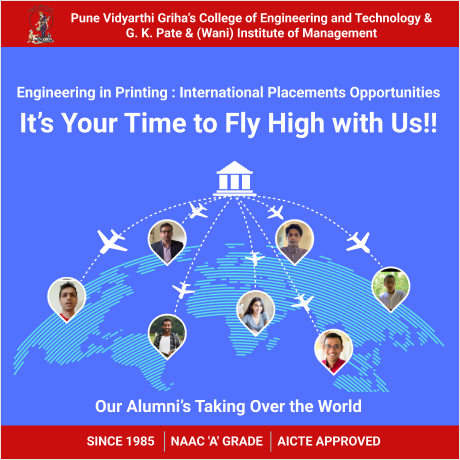 Pune Vidyarthi Griha's College of Engineering and Technology &
G. K. Pate & (Wani) Institute of Management
Engineering in Printing : International Placements Opportunities
It's Your Time to Fly High with Us!!
Our Alumni's Taking Over the World
SINCE 1985 | NAAC 'A' GRADE | AICTE APPROVED